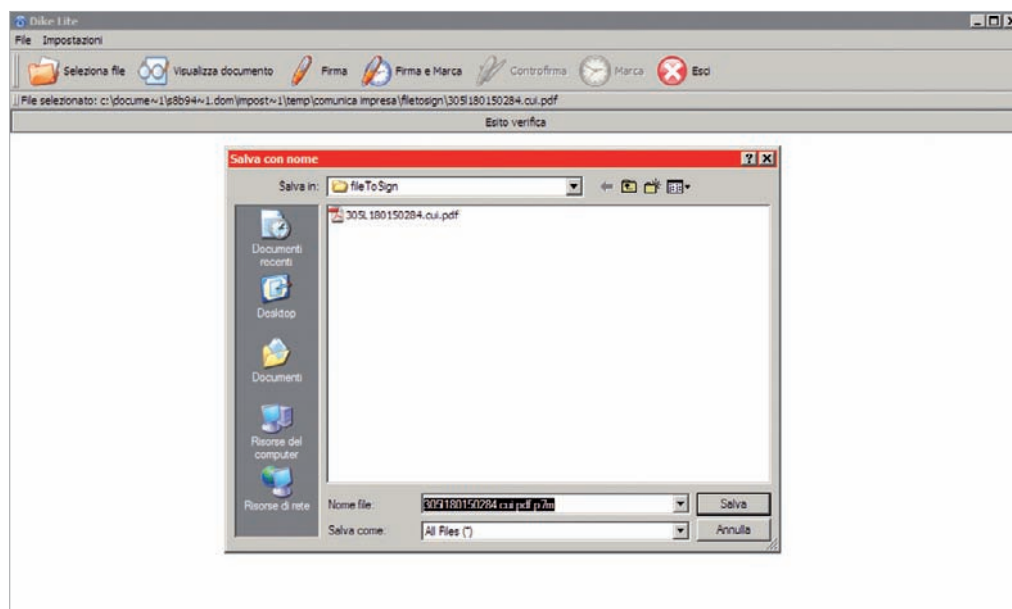 Dike Lite
File Impostazioni
Seleziona file Visualizza documento Firma Firma e Marca Controfirma Marca Esci
File selezionato: c:\docume~1\s8b94~1.dom\impost~1\temp\comunica impresa\filetosign\305l180150284.cui.pdf
Esito verifica
Salva con nome
Salva in: fileToSign
305L180150284.cui.pdf
Documenti
recenti
Desktop
Documenti
Risorse del
computer
Risorse di rete
Nome file: 305l180150284.cui.pdf.p7m Salva
Salva come: All Files (*) Annulla